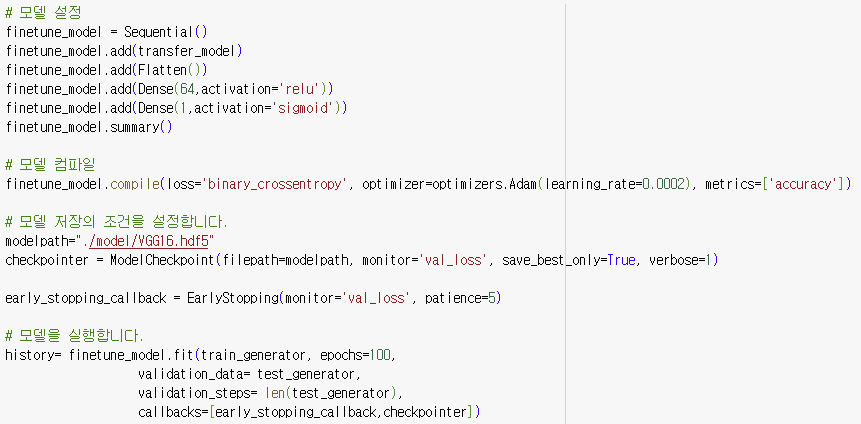 # 모델 설정
finetune_model = Sequential()
finetune_model.add(transfer_model)
finetune_model.add(Flatten())
finetune_model.add(Dense(64,activation='relu'))
finetune_model.add(Dense(1,activation='sigmoid'))
finetune_model.summary()
# 모델 컴파일
finetune_model.compile(loss='binary_crossentropy', optimizer=optimizers.Adam(learning_rate=0.0002), metrics=['accuracy'])
# 모델 저장의 조건을 설정합니다.
modelpath="./model/VGG16.hdf5"
checkpointer = ModelCheckpoint(filepath=modelpath, monitor='val_loss', save_best_only=True, verbose=1)
early_stopping_callback = EarlyStopping(monitor='val_loss', patience=5)
# 모델을 실행합니다.
history= finetune_model.fit(train_generator, epochs=100,
validation_data= test_generator,
validation_steps= len(test_generator),
callbacks=[early_stopping_callback,checkpointer])